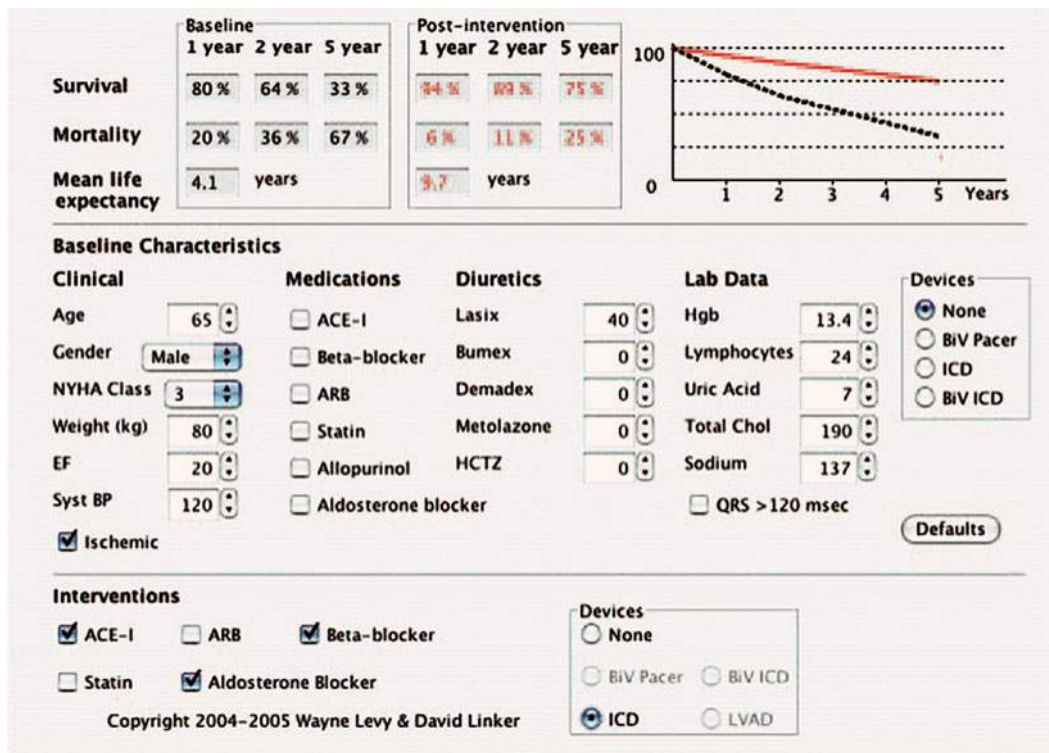 Baseline
Post-intervention
1 year 2 year 5 year
1 year 2 year 5 year
Survival 80 % 64 % 33 % 94 % 89 % 75 %
Mortality 20 % 36 % 67 % 6 % 11 % 25 %
Mean life expectancy 4.1 years 9.7 years
100
0
1 2 3 4 5 Years
Baseline Characteristics
Clinical Medications Diuretics Lab Data Devices
Age 65 ACE-I Lasix 40 Hgb 13.4 None
Gender Male Beta-blocker Bumex 0 Lymphocytes 24 BiV Pacer
NYHA Class 3 ARB Demadex 0 Uric Acid 7 ICD
Weight (kg) 80 Statin Metolazone 0 Total Chol 190 BiV ICD
EF 20 Allopurinol HCTZ 0 Sodium 137
Syst BP 120 Aldosterone blocker QRS >120 msec
Ischemic
Defaults
Interventions
ACE-I ARB Beta-blocker
Statin Aldosterone Blocker
Devices
None
BiV Pacer BiV ICD
ICD LVAD
Copyright 2004-2005 Wayne Levy & David Linker